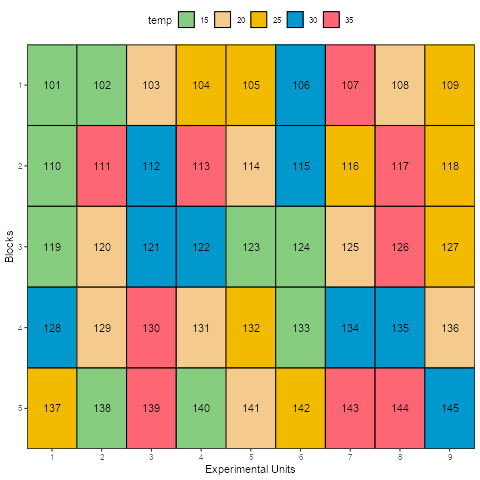 temp 15 20 25 30 35
1 101 102 103 104 105 106 107 108 109
2 110 111 112 113 114 115 116 117 118
Blocks
3 119 120 121 122 123 124 125 126 127
4 128 129 130 131 132 133 134 135 136
5 137 138 139 140 141 142 143 144 145
1 2 3 4 5 6 7 8 9
Experimental Units